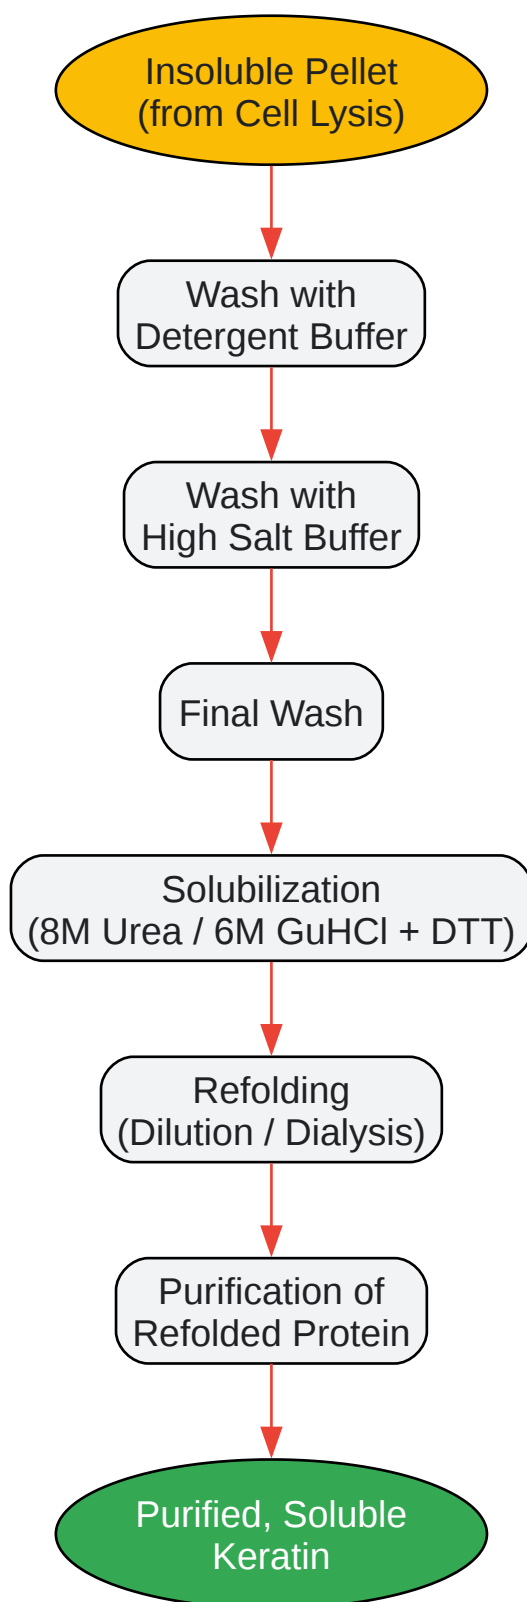 Insoluble Pellet
(from Cell Lysis)
Wash with
Detergent Buffer
Wash with
High Salt Buffer
Final Wash
Solubilization
(8M Urea / 6M GuHCl + DTT)
Refolding
(Dilution / Dialysis)
Purification of
Refolded Protein
Purified, Soluble
Keratin